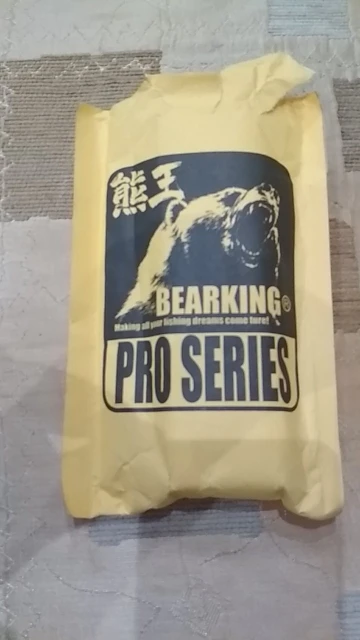 熊王
BEARKING®
Making all your fishing dreams come ture!
PRO SERIES